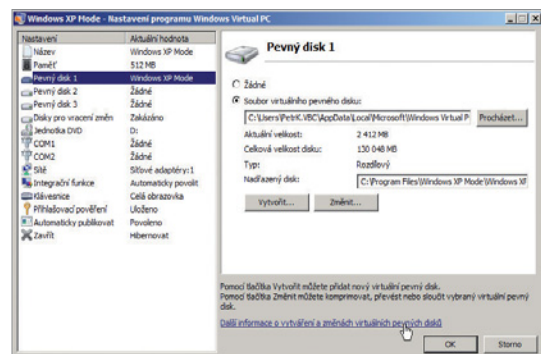 Windows XP Mode - Nastavení programu Windows Virtual PC
Nastavení Aktuální hodnota
Název Windows XP Mode
Paměť 512 MB
Pevný disk 1 Windows XP Mode
Pevný disk 2 Žádné
Pevný disk 3 Žádné
Disky pro vracení změn Zakázáno
Jednotka DVD D:
COM1 Žádné
COM2 Žádné
Sítě Síťové adaptéry:1
Integrační funkce Automaticky povolit
Klávesnice Celá obrazovka
Přihlašovací pověření Uloženo
Automaticky publikovat Povoleno
Zavřít Hibernovat
Pevný disk 1
Žádné
Soubor virtuálního pevného disku:
C:\Users\PetrK.VBC\AppData\Local\Microsoft\Windows Virtual P Procházet...
Aktuální velikost: 2 412 MB
Celková velikost disku: 130 048 MB
Typ: Rozdílový
Nadřazený disk: C:\Program Files\Windows XP Mode\Windows XP
Vytvořit... Změnit...
Pomocí tlačítka Vytvořit můžete přidat nový virtuální pevný disk.
Pomocí tlačítka Změnit můžete komprimovat, převést nebo sloučit vybraný virtuální pevný
disk.
Další informace o vytváření a změnách virtuálních pevných disků
OK Storno